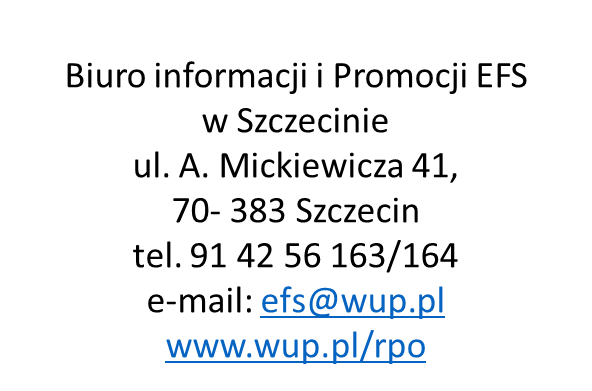 Biuro informacji i Promocji EFS
w Szczecinie
ul. A. Mickiewicza 41,
70- 383 Szczecin
tel. 91 42 56 163/164
e-mail: efs@wup.pl
www.wup.pl/rpo